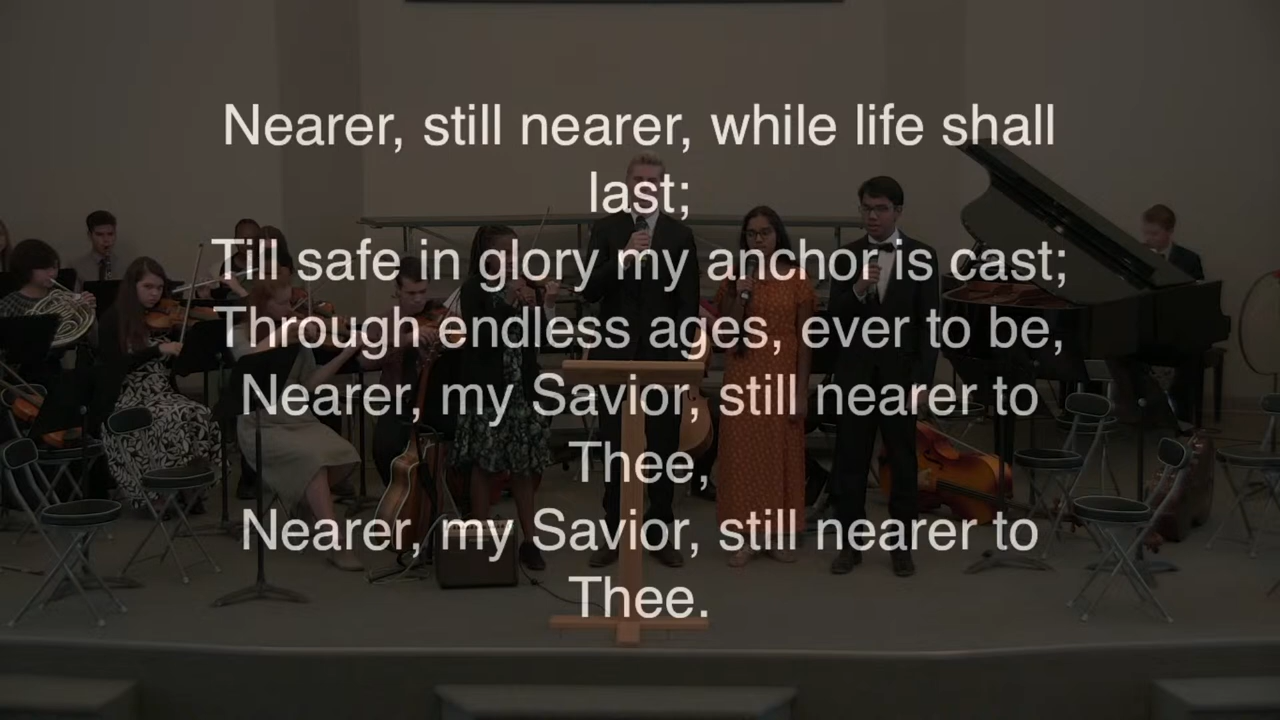 Nearer, still nearer, while life shall
last;
Till safe in glory my anchor is cast;
Through endless ages, ever to be,
Nearer, my Savior, still nearer to
Thee,
Nearer, my Savior, still nearer to
Thee.